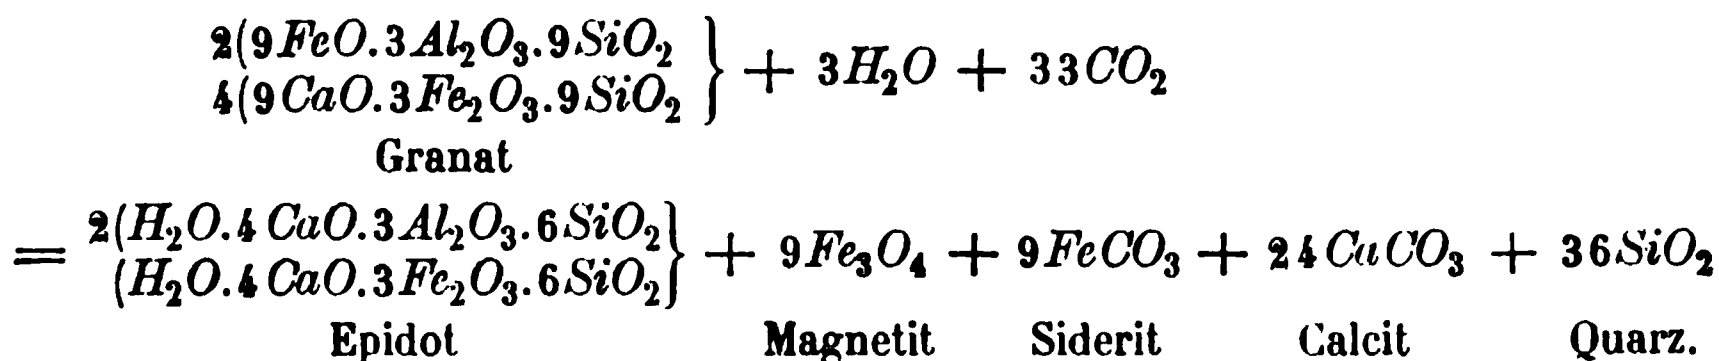 2(9FeO.3Al₂O₃.9SiO₂
4(9CaO.3Fe₂O₃.9SiO₂ } + 3H₂O + 33CO₂
Granat
= 2(H₂O.4CaO.3Al₂O₃.6SiO₂
(H₂O.4CaO.3Fe₂O₃.6SiO₂ } + 9Fe₃O₄ + 9FeCO₃ + 24CaCO₃ + 36SiO₂
Epidot Magnetit Siderit Calcit Quarz.